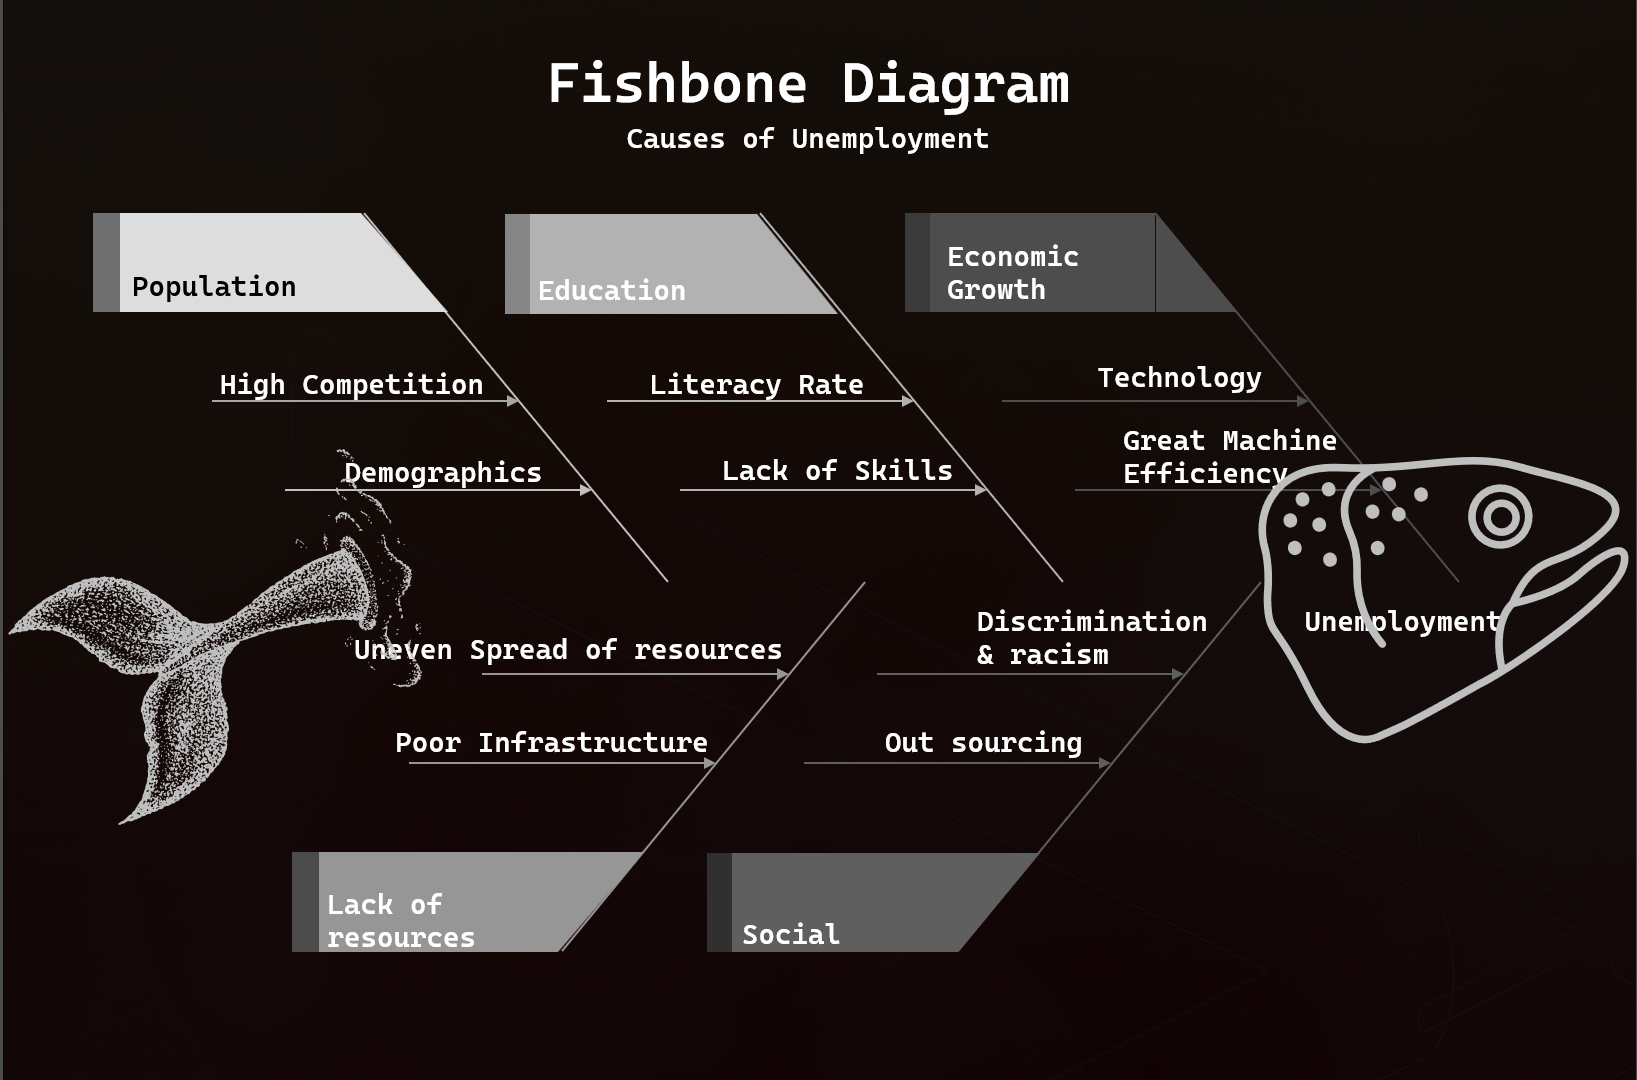 Fishbone Diagram
Causes of Unemployment
Population
Education
Economic
Growth
High Competition
Literacy Rate
Technology
Demographics
Lack of Skills
Great Machine
Efficiency
Uneven Spread of resources
Discrimination
& racism
Unemployment
Poor Infrastructure
Out sourcing
Lack of
resources
Social